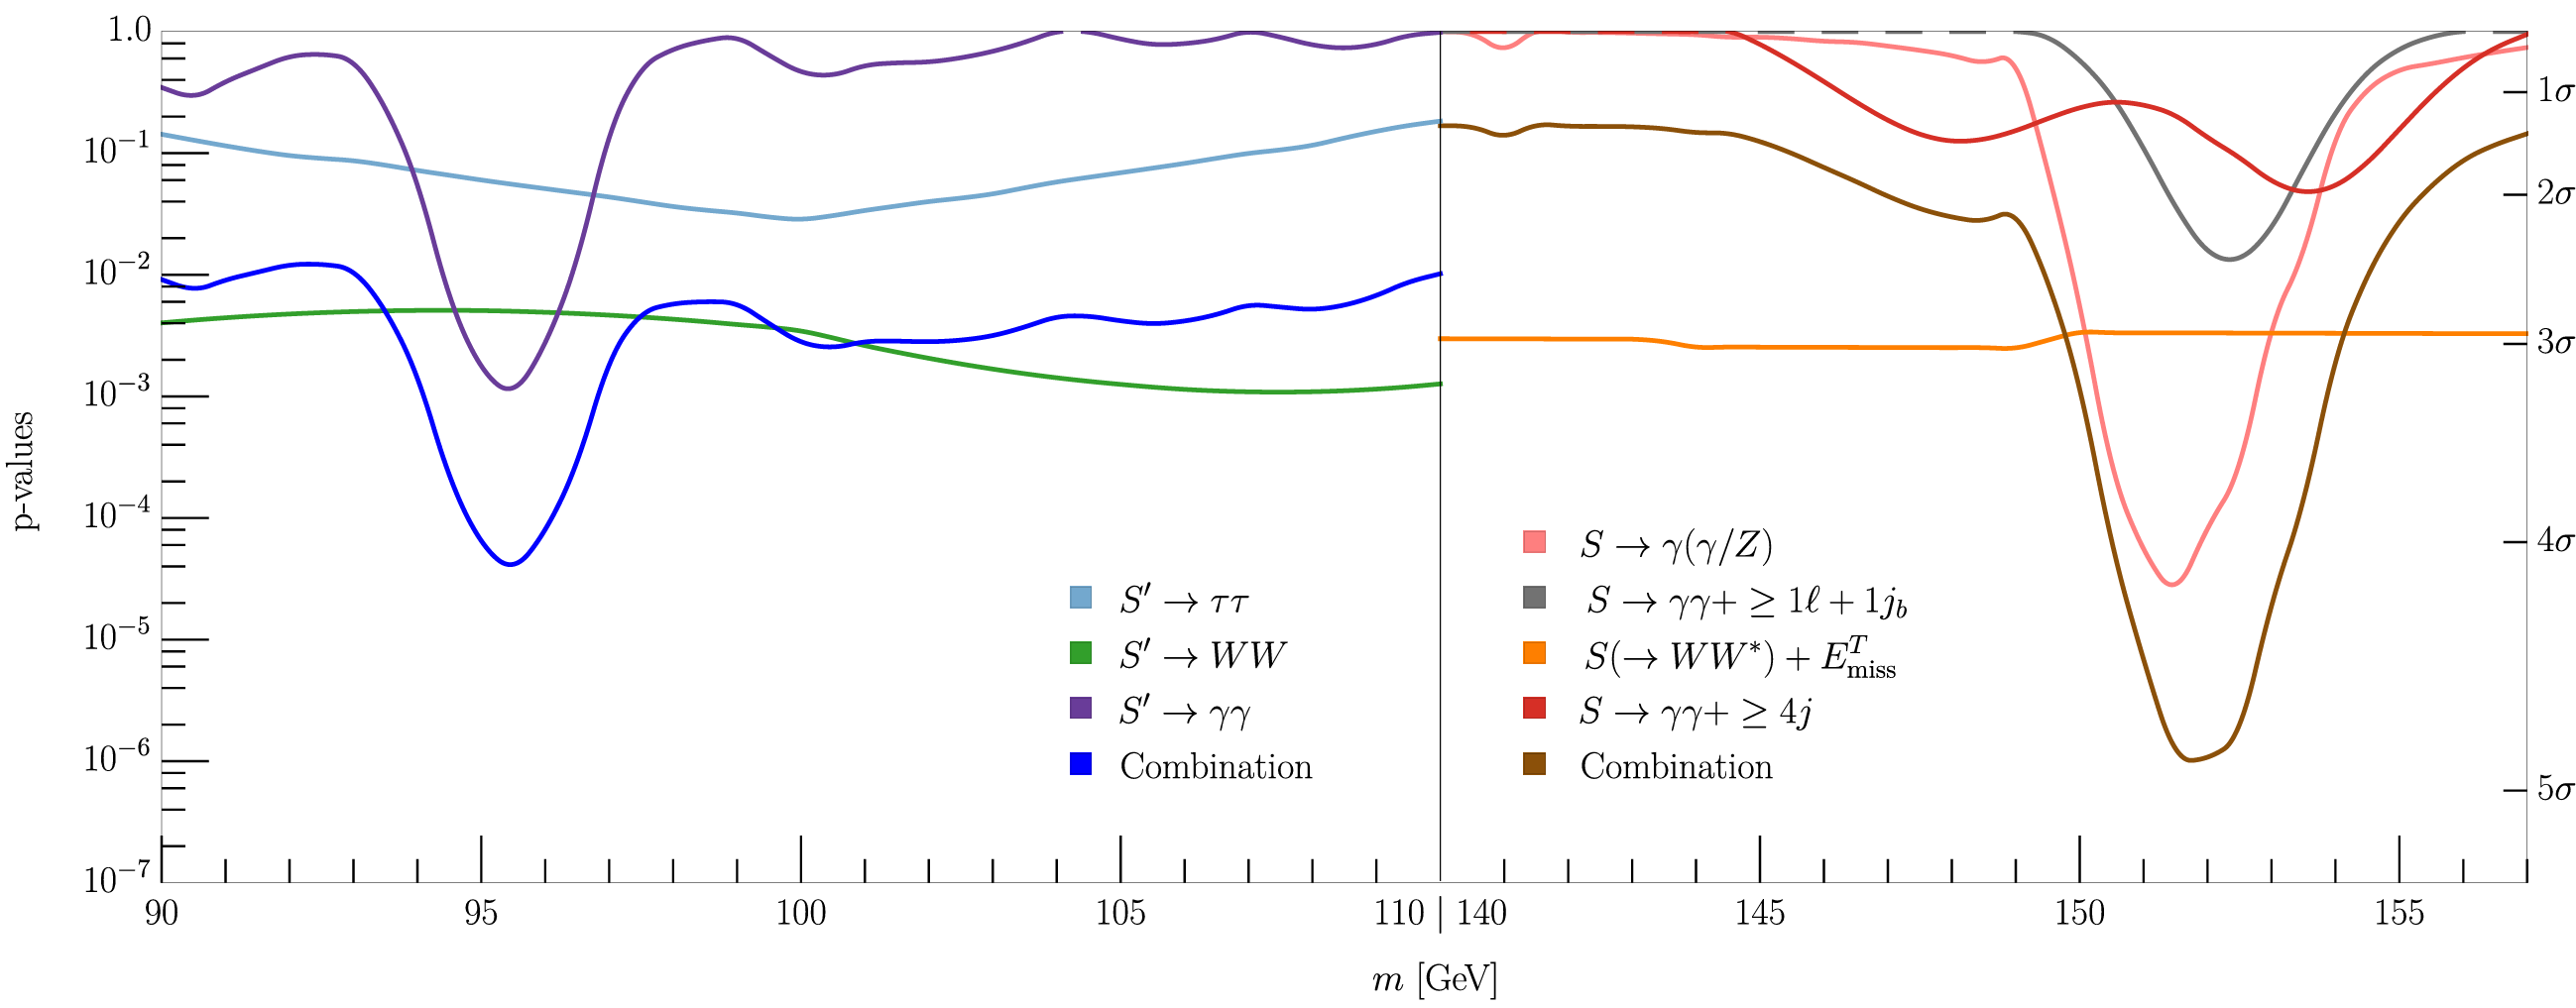 p-values
1.0
10⁻¹
10⁻²
10⁻³
10⁻⁴
10⁻⁵
10⁻⁶
10⁻⁷
1σ
2σ
3σ
4σ
5σ
S′ → ττ
S′ → WW
S′ → γγ
Combination
S → γ(γ/Z)
S → γγ+ ≥ 1ℓ + 1j_b
S(→ WW*) + E^T_miss
S → γγ+ ≥ 4j
Combination
90 95 100 105 110 | 140 145 150 155
m [GeV]